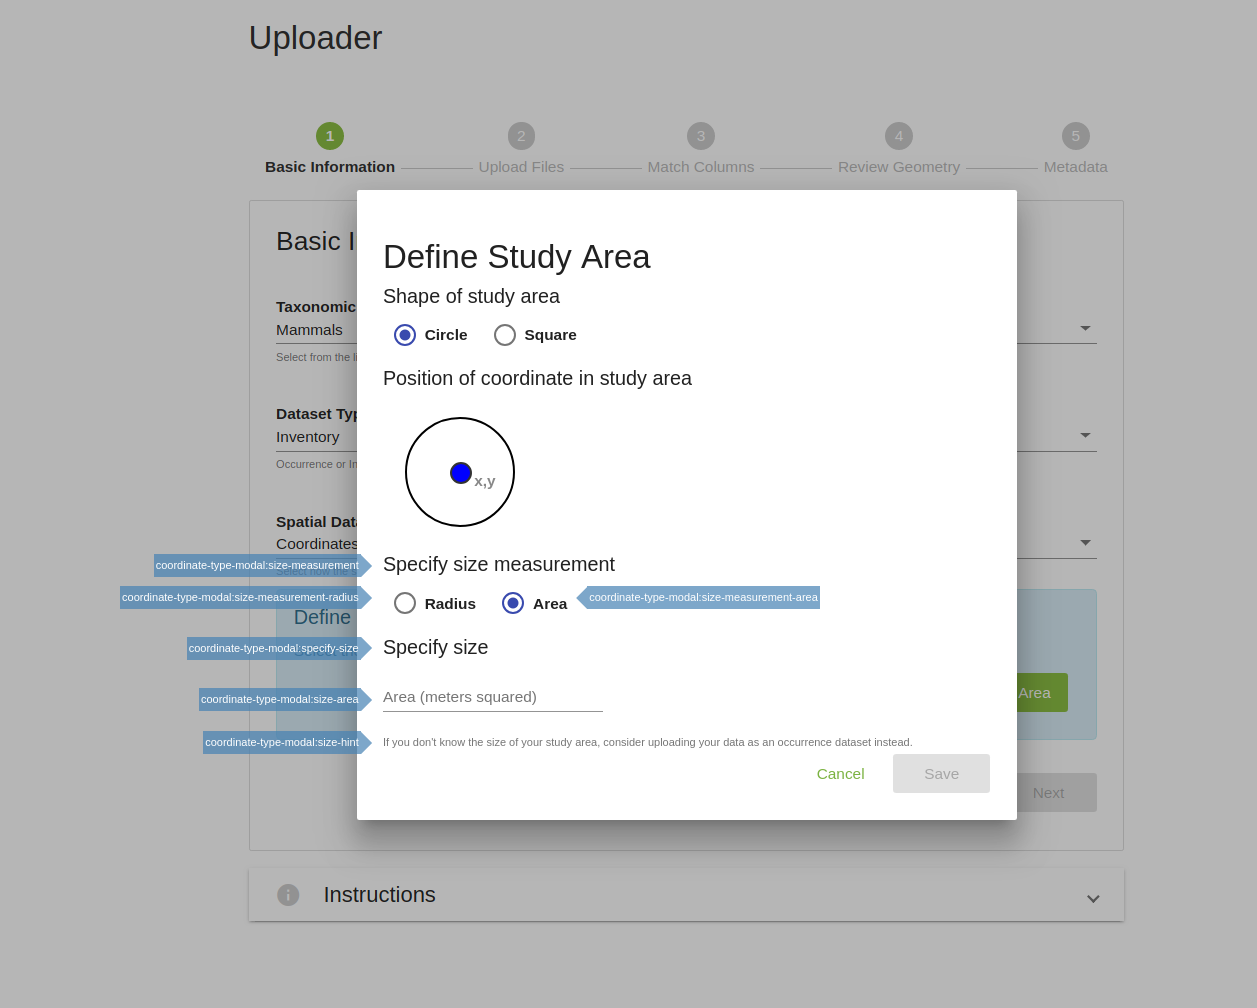 Uploader
1 2 3 4 5
Basic Information Upload Files Match Columns Review Geometry Metadata
Basic I
Define Study Area
Shape of study area
Taxonomic
Mammals
Circle Square
Select from the li
Position of coordinate in study area
Dataset Typ
Inventory
Occurrence or In
x,y
Spatial Data
Coordinates
coordinate-type-modal:size-measurement Specify size measurement
coordinate-type-modal:size-measurement-radius Radius Area coordinate-type-modal:size-measurement-area
Define
coordinate-type-modal:specify-size Specify size
coordinate-type-modal:size-area Area (meters squared)
Area
coordinate-type-modal:size-hint If you don't know the size of your study area, consider uploading your data as an occurrence dataset instead.
Cancel Save
Next
Instructions